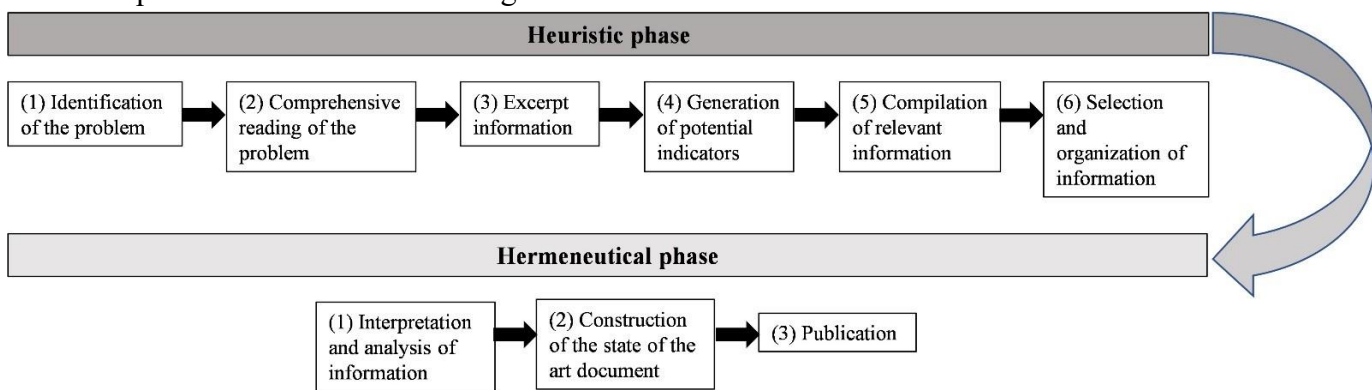 Heuristic phase
(1) Identification
of the problem
(2) Comprehensive
reading of the
problem
(3) Excerpt
information
(4) Generation
of potential
indicators
(5) Compilation
of relevant
information
(6) Selection
and
organization of
information
Hermeneutical phase
(1) Interpretation
and analysis of
information
(2) Construction
of the state of the
art document
(3) Publication